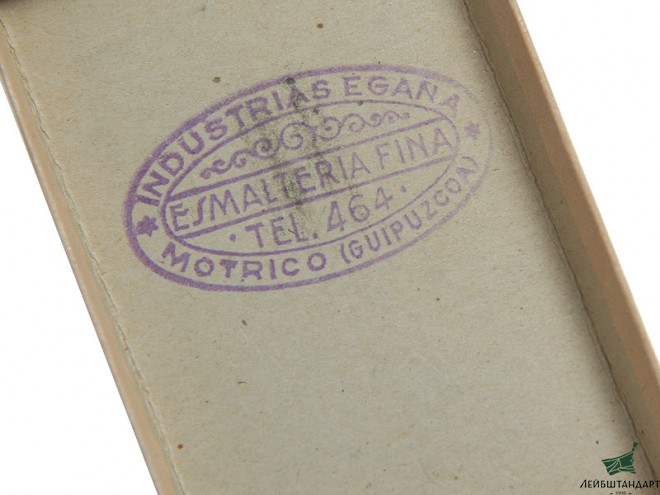 INDUSTRIAS EGAÑA
ESMALTERIA FINA
· TEL. 464 ·
MOTRICO (GUIPUZCOA)
ЛЕЙБШТАНДАРТ